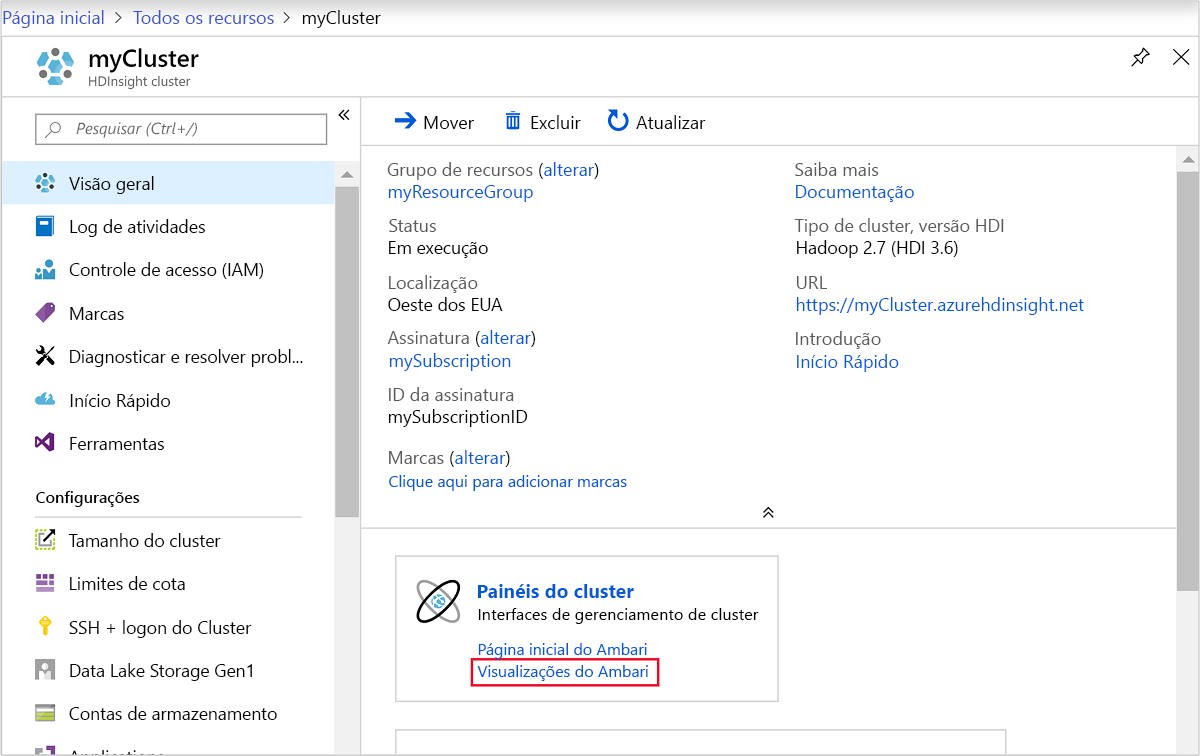 Página inicial > Todos os recursos > myCluster
myCluster
HDInsight cluster
Pesquisar (Ctrl+/)
«
Visão geral
Log de atividades
Controle de acesso (IAM)
Marcas
Diagnosticar e resolver probl...
Início Rápido
Ferramentas
Configurações
Tamanho do cluster
Limites de cota
SSH + logon do Cluster
Data Lake Storage Gen1
Contas de armazenamento
Mover Excluir Atualizar
Grupo de recursos (alterar)
myResourceGroup
Status
Em execução
Localização
Oeste dos EUA
Assinatura (alterar)
mySubscription
ID da assinatura
mySubscriptionID
Marcas (alterar)
Clique aqui para adicionar marcas
Saiba mais
Documentação
Tipo de cluster, versão HDI
Hadoop 2.7 (HDI 3.6)
URL
https://myCluster.azurehdinsight.net
Introdução
Início Rápido
Painéis do cluster
Interfaces de gerenciamento de cluster
Página inicial do Ambari
Visualizações do Ambari